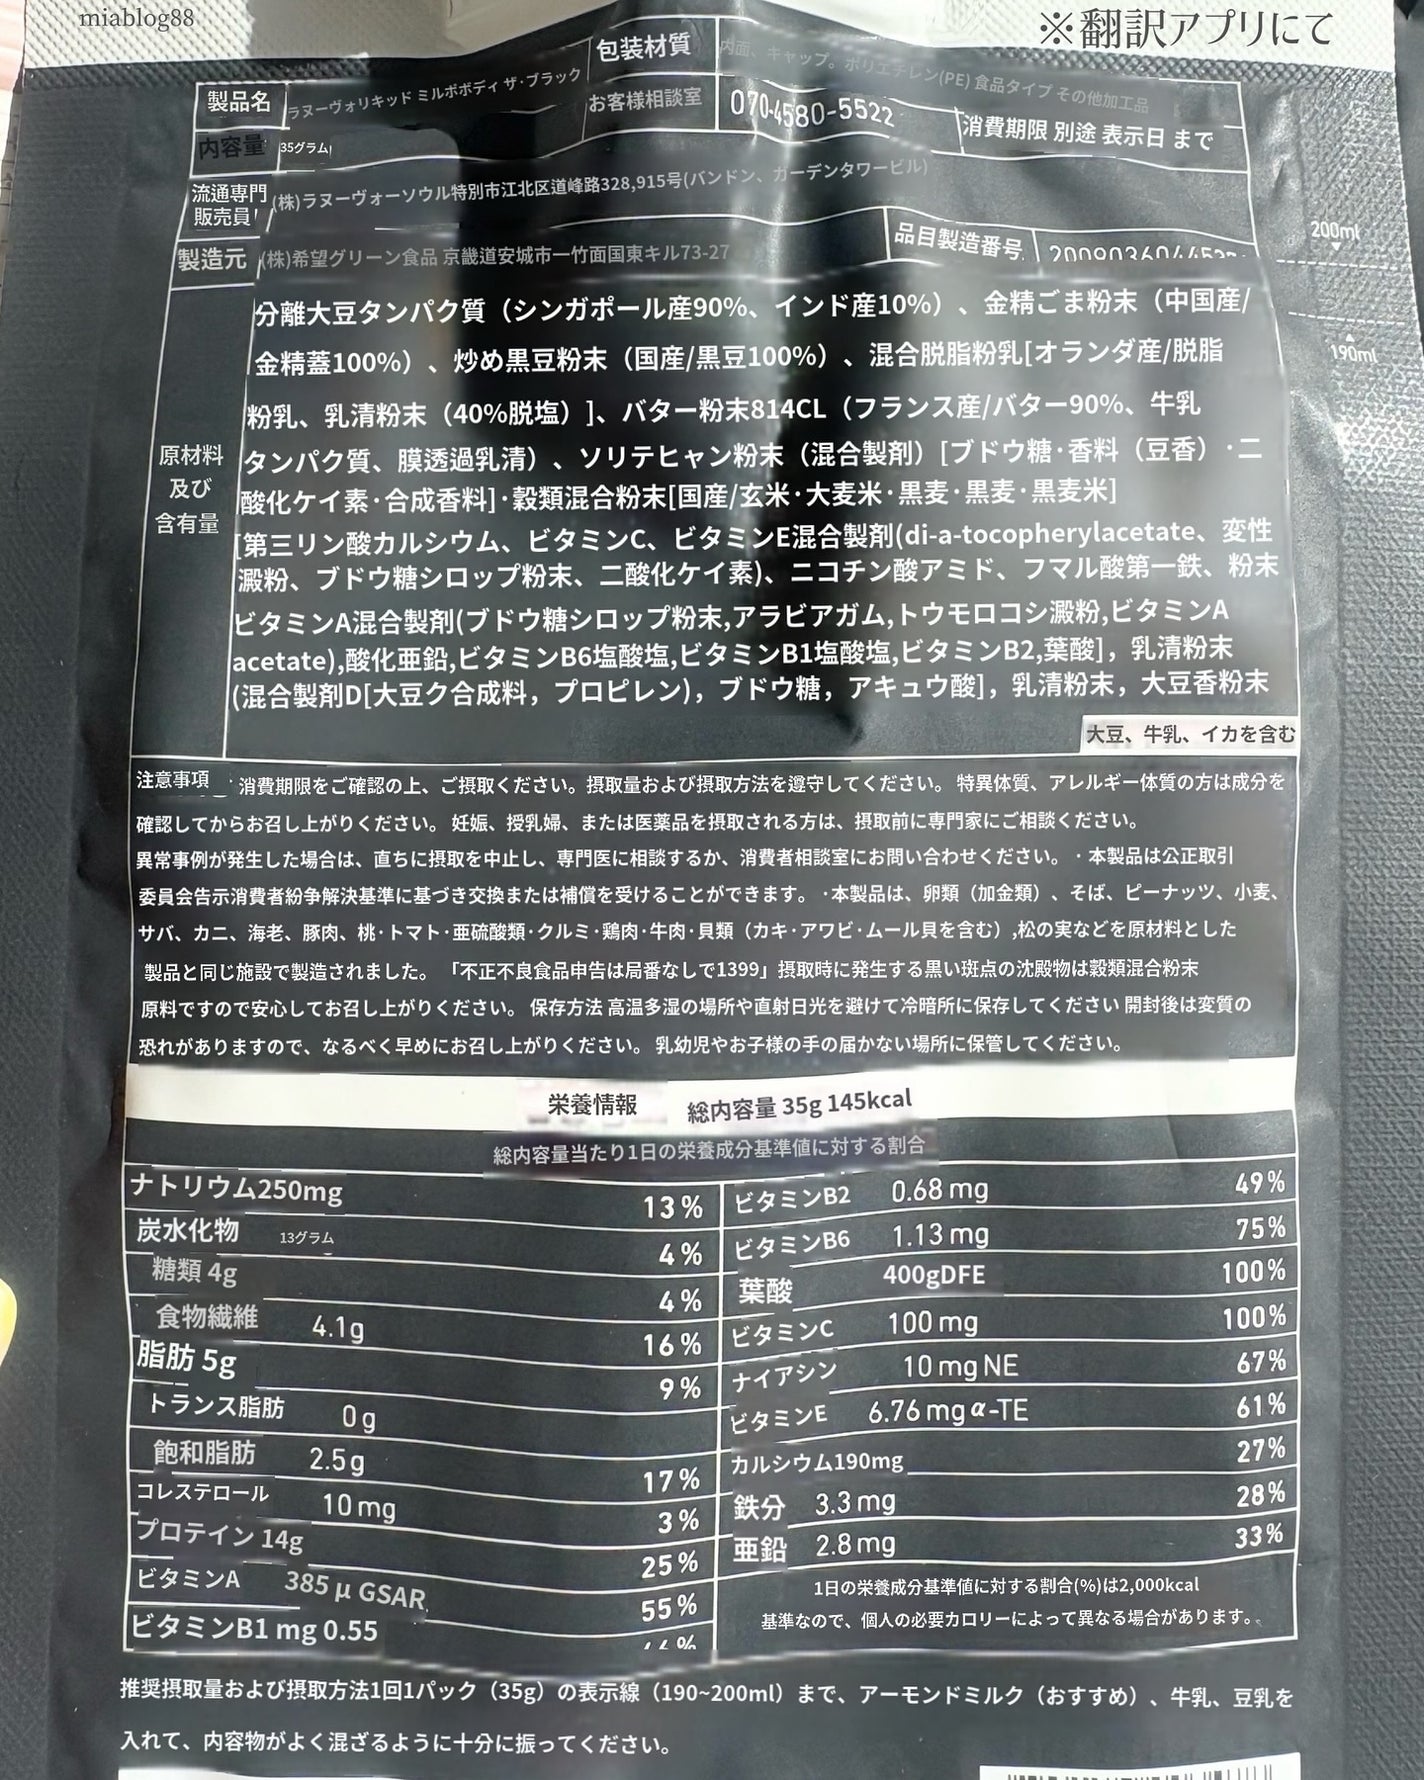 miablog88
※翻訳アプリにて
包装材質
内面、キャップ。ポリエチレン(PE) 食品タイプ その他加工品
製品名
ラヌーヴォリキッド ミルボボディ ザ·ブラック
お客様相談室
070-4580-5522
消費期限 別途 表示日 まで
内容量
35グラム
流通専門
販売員
(株)ラヌーヴォーソウル特別市江北区道峰路328,915号(バンドン、ガーデンタワービル)
製造元
(株)希望グリーン食品 京畿道安城市一竹面国東キル73-27
品目製造番号
200ml
190ml
原材料
及び
含有量
分離大豆タンパク質（シンガポール産90%、インド産10%）、金精ごま粉末（中国産/
金精蓋100%）、炒め黒豆粉末（国産/黒豆100%）、混合脱脂粉乳[オランダ産/脱脂
粉乳、乳清粉末（40%脱塩）]、バター粉末814CL（フランス産/バター90%、牛乳
タンパク質、膜透過乳清）、ソリテヒャン粉末（混合製剤）[ブドウ糖·香料（豆香）·二
酸化ケイ素·合成香料]·穀類混合粉末[国産/玄米·大麦米·黒麦·黒麦·黒麦米]
[第三リン酸カルシウム、ビタミンC、ビタミンE混合製剤(di-a-tocopherylacetate、変性
澱粉、ブドウ糖シロップ粉末、二酸化ケイ素)、ニコチン酸アミド、フマル酸第一鉄、粉末
ビタミンA混合製剤(ブドウ糖シロップ粉末,アラビアガム,トウモロコシ澱粉,ビタミンA
acetate),酸化亜鉛,ビタミンB6塩酸塩,ビタミンB1塩酸塩,ビタミンB2,葉酸]，乳清粉末
(混合製剤D[大豆ク合成料，プロピレン)，ブドウ糖，アキュウ酸]，乳清粉末，大豆香粉末
大豆、牛乳、イカを含む
注意事項 · 消費期限をご確認の上、ご摂取ください。摂取量および摂取方法を遵守してください。 特異体質、アレルギー体質の方は成分を
確認してからお召し上がりください。 妊娠、授乳婦、または医薬品を摂取される方は、摂取前に専門家にご相談ください。
異常事例が発生した場合は、直ちに摂取を中止し、専門医に相談するか、消費者相談室にお問い合わせください。 ·本製品は公正取引
委員会告示消費者紛争解決基準に基づき交換または補償を受けることができます。 ·本製品は、卵類（加金類）、そば、ピーナッツ、小麦、
サバ、カニ、海老、豚肉、桃·トマト·亜硫酸類·クルミ·鶏肉·牛肉·貝類（カキ·アワビ·ムール貝を含む）,松の実などを原材料とした
製品と同じ施設で製造されました。 「不正不良食品申告は局番なしで1399」摂取時に発生する黒い斑点の沈殿物は穀類混合粉末
原料ですので安心してお召し上がりください。 保存方法 高温多湿の場所や直射日光を避けて冷暗所に保存してください 開封後は変質の
恐れがありますので、なるべく早めにお召し上がりください。 乳幼児やお子様の手の届かない場所に保管してください。
栄養情報 総内容量 35g 145kcal
総内容量当たり1日の栄養成分基準値に対する割合
ナトリウム250mg 13%
炭水化物 13グラム 4%
糖類 4g 4%
食物繊維 4.1g 16%
脂肪 5g 9%
トランス脂肪 0g
飽和脂肪 2.5g 17%
コレステロール 10mg 3%
プロテイン 14g 25%
ビタミンA 385 μ GSAR 55%
ビタミンB1 mg 0.55
ビタミンB2 0.68 mg 49%
ビタミンB6 1.13 mg 75%
葉酸 400gDFE 100%
ビタミンC 100 mg 100%
ナイアシン 10 mg NE 67%
ビタミンE 6.76 mg α-TE 61%
カルシウム190mg 27%
鉄分 3.3 mg 28%
亜鉛 2.8 mg 33%
1日の栄養成分基準値に対する割合(%)は2,000kcal
基準なので、個人の必要カロリーによって異なる場合があります。
推奨摂取量および摂取方法1回1パック（35g）の表示線（190~200ml）まで、アーモンドミルク（おすすめ）、牛乳、豆乳を
入れて、内容物がよく混ざるように十分に振ってください。